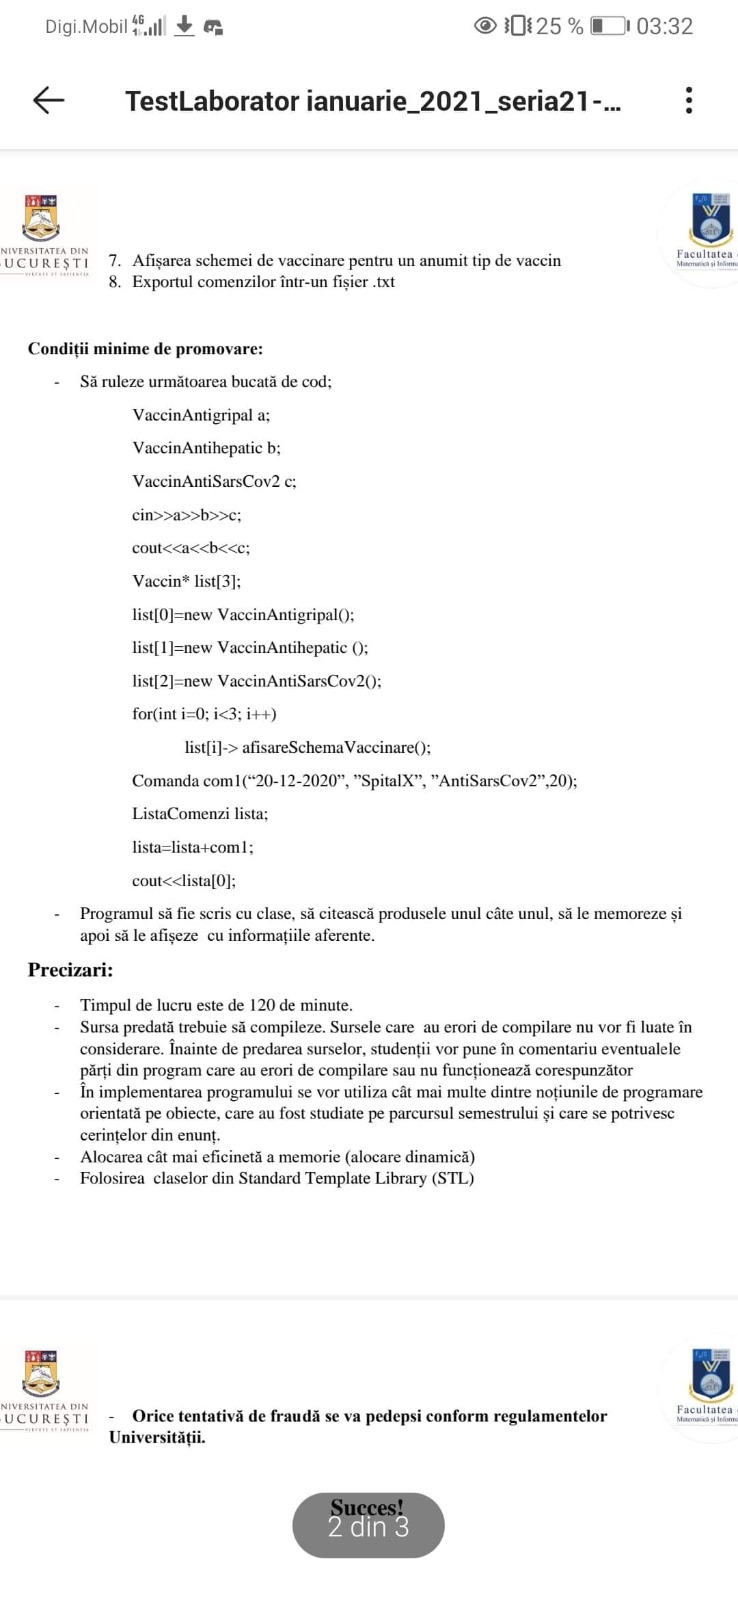 Digi.Mobil 46 25 % 03:32
TestLaborator ianuarie_2021_seria21-...
NIVERSITATEA DIN
UCUREȘTI
VIRTUTE ET SAPIENTIA
Facultatea
Matematică și Inform
7. Afișarea schemei de vaccinare pentru un anumit tip de vaccin
8. Exportul comenzilor într-un fișier .txt
Condiții minime de promovare:
- Să ruleze următoarea bucată de cod;
VaccinAntigripal a;
VaccinAntihepatic b;
VaccinAntiSarsCov2 c;
cin>>a>>b>>c;
cout<<a<<b<<c;
Vaccin* list[3];
list[0]=new VaccinAntigripal();
list[1]=new VaccinAntihepatic ();
list[2]=new VaccinAntiSarsCov2();
for(int i=0; i<3; i++)
list[i]-> afisareSchemaVaccinare();
Comanda com1(“20-12-2020”, ”SpitalX”, ”AntiSarsCov2”,20);
ListaComenzi lista;
lista=lista+com1;
cout<<lista[0];
- Programul să fie scris cu clase, să citească produsele unul câte unul, să le memoreze și
apoi să le afișeze cu informațiile aferente.
Precizari:
- Timpul de lucru este de 120 de minute.
- Sursa predată trebuie să compileze. Sursele care au erori de compilare nu vor fi luate în
considerare. Înainte de predarea surselor, studenții vor pune în comentariu eventualele
părți din program care au erori de compilare sau nu funcționează corespunzător
- În implementarea programului se vor utiliza cât mai multe dintre noțiunile de programare
orientată pe obiecte, care au fost studiate pe parcursul semestrului și care se potrivesc
cerințelor din enunț.
- Alocarea cât mai eficinetă a memorie (alocare dinamică)
- Folosirea claselor din Standard Template Library (STL)
NIVERSITATEA DIN
UCUREȘTI
VIRTUTE ET SAPIENTIA
Facultatea
Matematică și Inform
- Orice tentativă de fraudă se va pedepsi conform regulamentelor
Universității.
Succes!
2 din 3